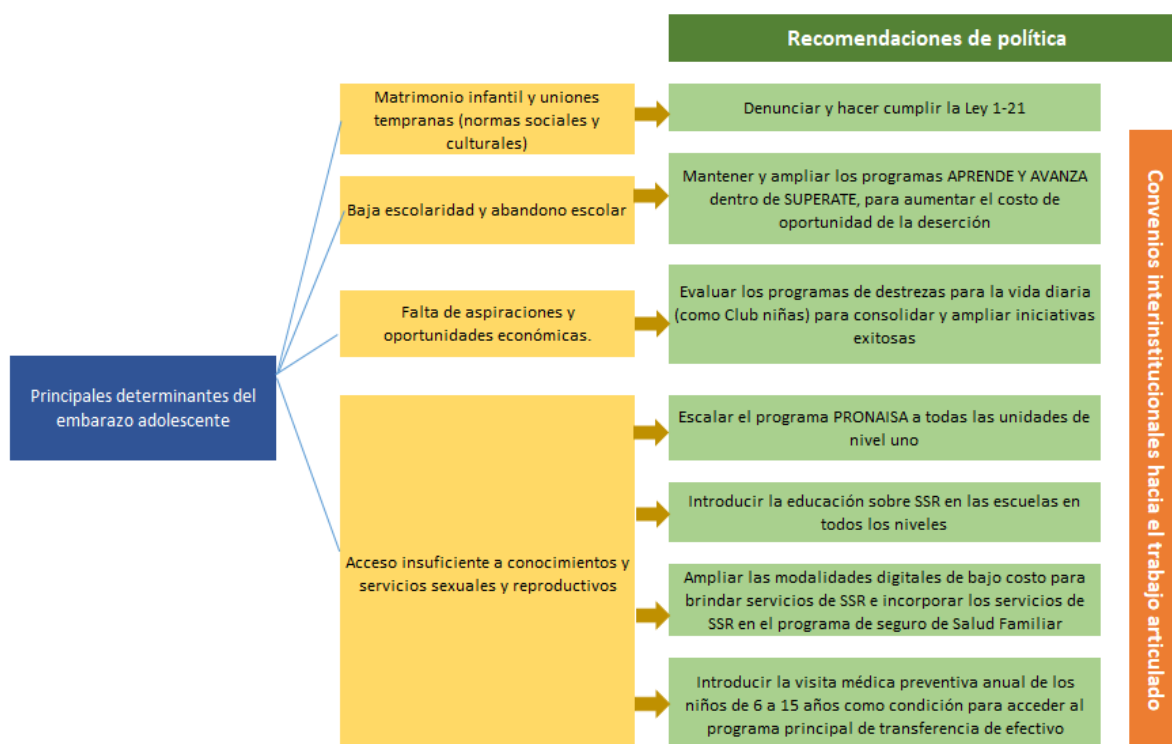 Recomendaciones de política
Matrimonio infantil y uniones
tempranas (normas sociales y
culturales)
Denunciar y hacer cumplir la Ley 1-21
Baja escolaridad y abandono escolar
Mantener y ampliar los programas APRENDE Y AVANZA
dentro de SUPERATE, para aumentar el costo de
oportunidad de la deserción
Falta de aspiraciones y
oportunidades económicas.
Evaluar los programas de destrezas para la vida diaria
(como Club niñas) para consolidar y ampliar iniciativas
exitosas
Principales determinantes del
embarazo adolescente
Acceso insuficiente a conocimientos y
servicios sexuales y reproductivos
Escalar el programa PRONAISA a todas las unidades de
nivel uno
Introducir la educación sobre SSR en las escuelas en
todos los niveles
Ampliar las modalidades digitales de bajo costo para
brindar servicios de SSR e incorporar los servicios de
SSR en el programa de seguro de Salud Familiar
Introducir la visita médica preventiva anual de los
niños de 6 a 15 años como condición para acceder al
programa principal de transferencia de efectivo
Convenios interinstitucionales hacia el trabajo articulado